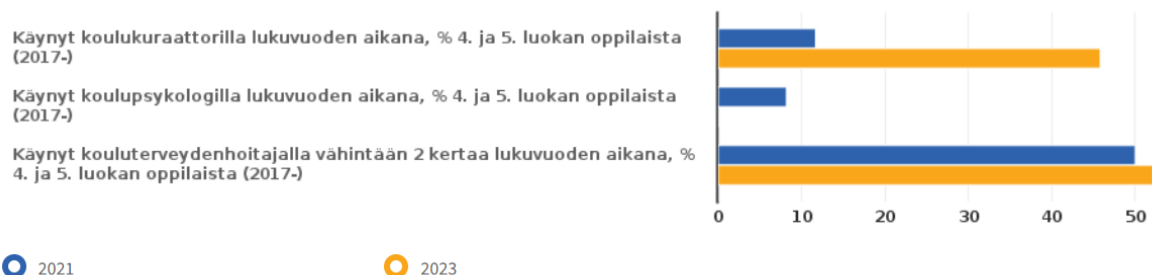 Käynyt koulukuraattorilla lukuvuoden aikana, % 4. ja 5. luokan oppilaista
(2017-)
Käynyt koulupsykologilla lukuvuoden aikana, % 4. ja 5. luokan oppilaista
(2017-)
Käynyt kouluterveydenhoitajalla vähintään 2 kertaa lukuvuoden aikana, %
4. ja 5. luokan oppilaista (2017-)
0 10 20 30 40 50
2021 2023